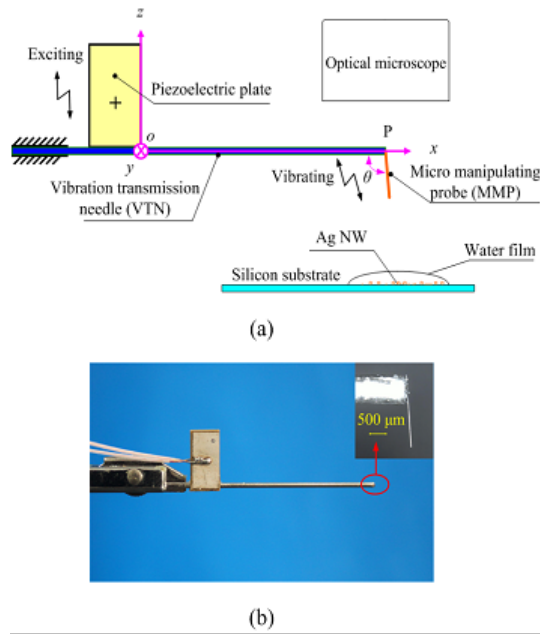 z
Exciting
Optical microscope
Piezoelectric plate
+
o
P
x
y
Vibration transmission
needle (VTN)
Vibrating
θ
Micro manipulating
probe (MMP)
Ag NW
Water film
Silicon substrate
(a)
500 μm
(b)